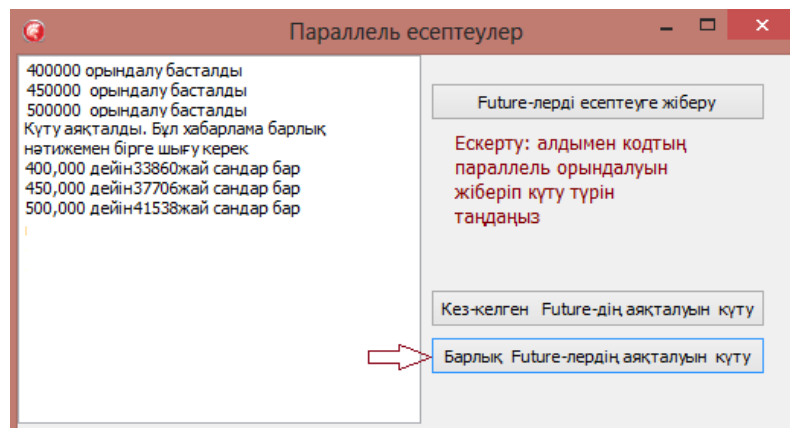 Параллель есептеулер
400000 орындалу басталды
450000  орындалу басталды
500000  орындалу басталды
Күту аяқталды. Бұл хабарлама барлық
нәтижемен бірге шығу керек
400,000 дейін33860жай сандар бар
450,000 дейін37706жай сандар бар
500,000 дейін41538жай сандар бар
Future-лерді есептеуге жіберу
Ескерту: алдымен кодтың
параллель орындалуын
жіберіп күту түрін
таңдаңыз
Кез-келген  Future-дің аяқталуын  күту
Барлық  Future-лердің аяқталуын  күту